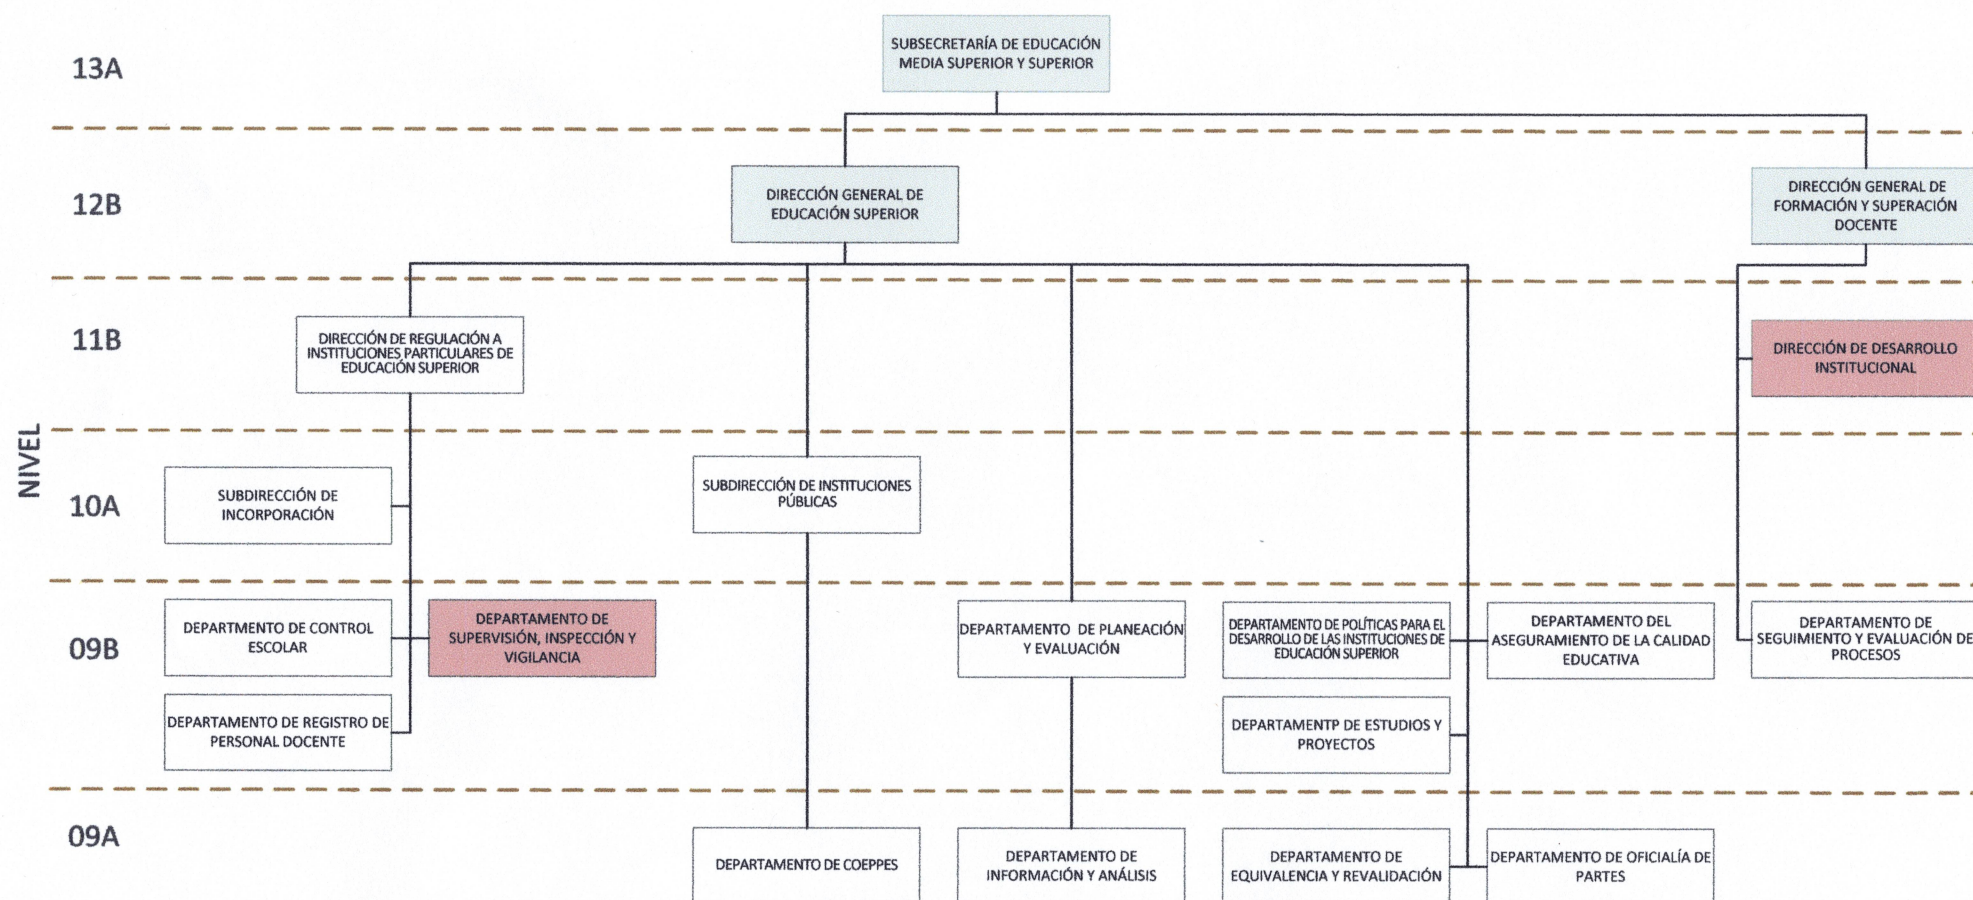 SUBSECRETARÍA DE EDUCACIÓN
MEDIA SUPERIOR Y SUPERIOR
13A
12B
DIRECCIÓN GENERAL DE
EDUCACIÓN SUPERIOR
DIRECCIÓN GENERAL DE
FORMACIÓN Y SUPERACIÓN
DOCENTE
11B
DIRECCIÓN DE REGULACIÓN A
INSTITUCIONES PARTICULARES DE
EDUCACIÓN SUPERIOR
DIRECCIÓN DE DESARROLLO
INSTITUCIONAL
NIVEL
10A
SUBDIRECCIÓN DE
INCORPORACIÓN
SUBDIRECCIÓN DE INSTITUCIONES
PÚBLICAS
09B
DEPARTMENTO DE CONTROL
ESCOLAR
DEPARTAMENTO DE
SUPERVISIÓN, INSPECCIÓN Y
VIGILANCIA
DEPARTAMENTO DE PLANEACIÓN
Y EVALUACIÓN
DEPARTAMENTO DE POLÍTICAS PARA EL
DESARROLLO DE LAS INSTITUCIONES DE
EDUCACIÓN SUPERIOR
DEPARTAMENTO DEL
ASEGURAMIENTO DE LA CALIDAD
EDUCATIVA
DEPARTAMENTO DE
SEGUIMIENTO Y EVALUACIÓN DE
PROCESOS
DEPARTAMENTO DE REGISTRO DE
PERSONAL DOCENTE
DEPARTAMENTP DE ESTUDIOS Y
PROYECTOS
09A
DEPARTAMENTO DE COEPPES
DEPARTAMENTO DE
INFORMACIÓN Y ANÁLISIS
DEPARTAMENTO DE
EQUIVALENCIA Y REVALIDACIÓN
DEPARTAMENTO DE OFICIALÍA DE
PARTES